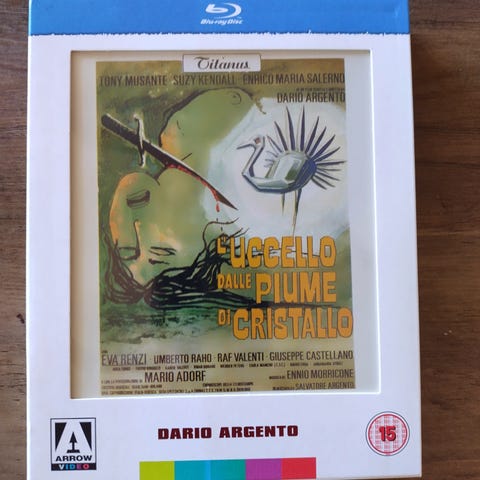 Blu-ray Disc
Titanus
TONY MUSANTE SUZY KENDALL ENRICO MARIA SALERNO
DARIO ARGENTO
L'UCCELLO
DALLE PIUME
DI CRISTALLO
EVA RENZI · UMBERTO RAHO · RAF VALENTI · GIUSEPPE CASTELLANO
MARIO ADORF
ENNIO MORRICONE
SALVATORE ARGENTO
ARROW
VIDEO
DARIO ARGENTO
15